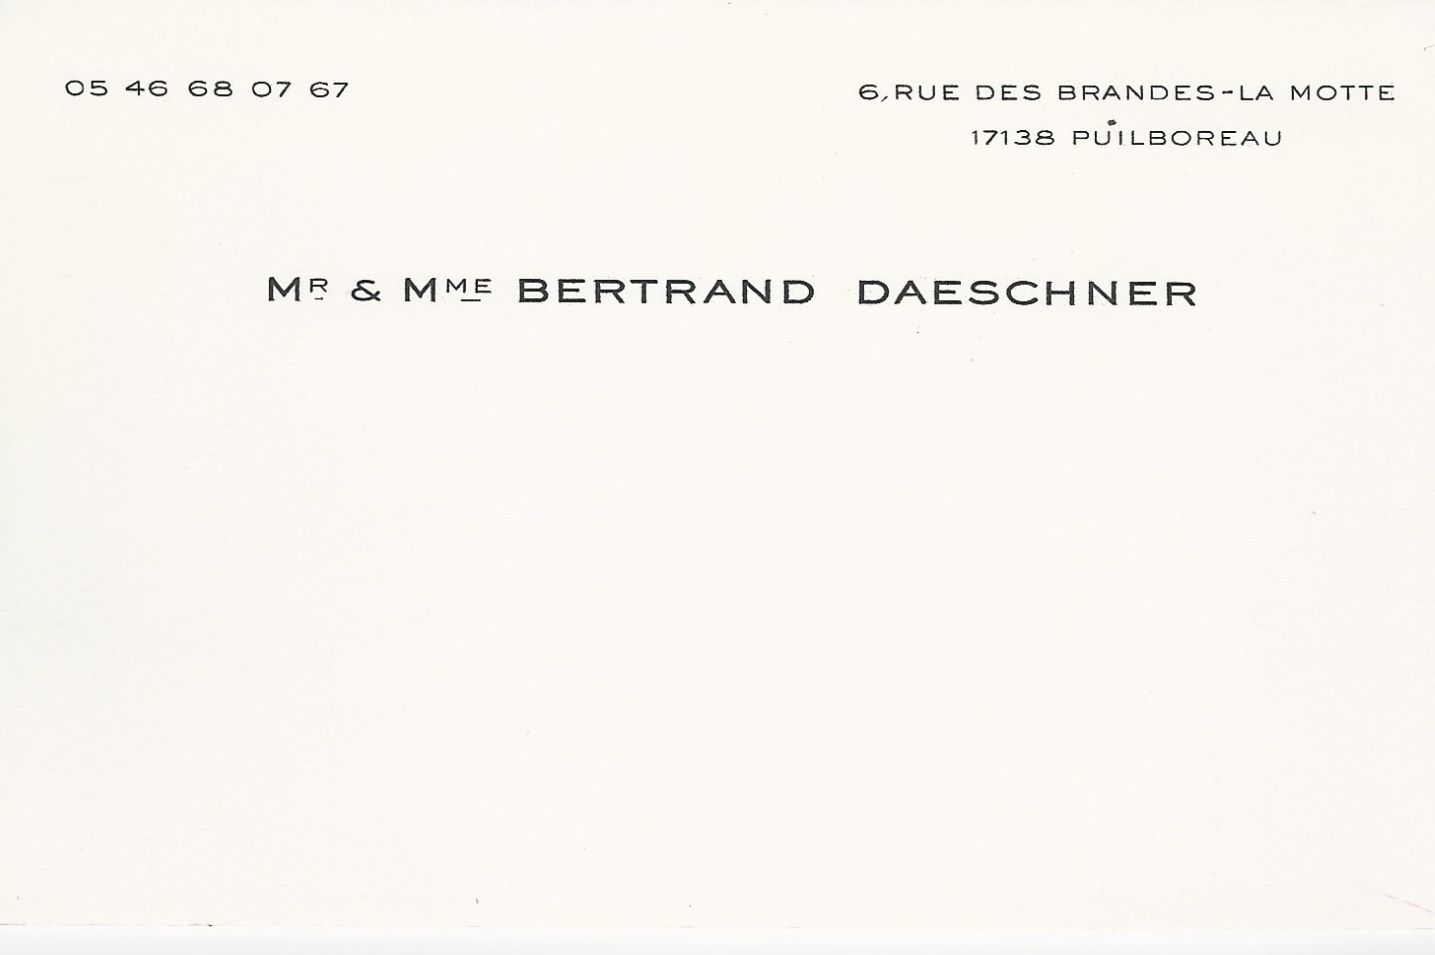 05 46 68 07 67
6, RUE DES BRANDES-LA MOTTE
17138 PUILBOREAU
MR & MME BERTRAND DAESCHNER